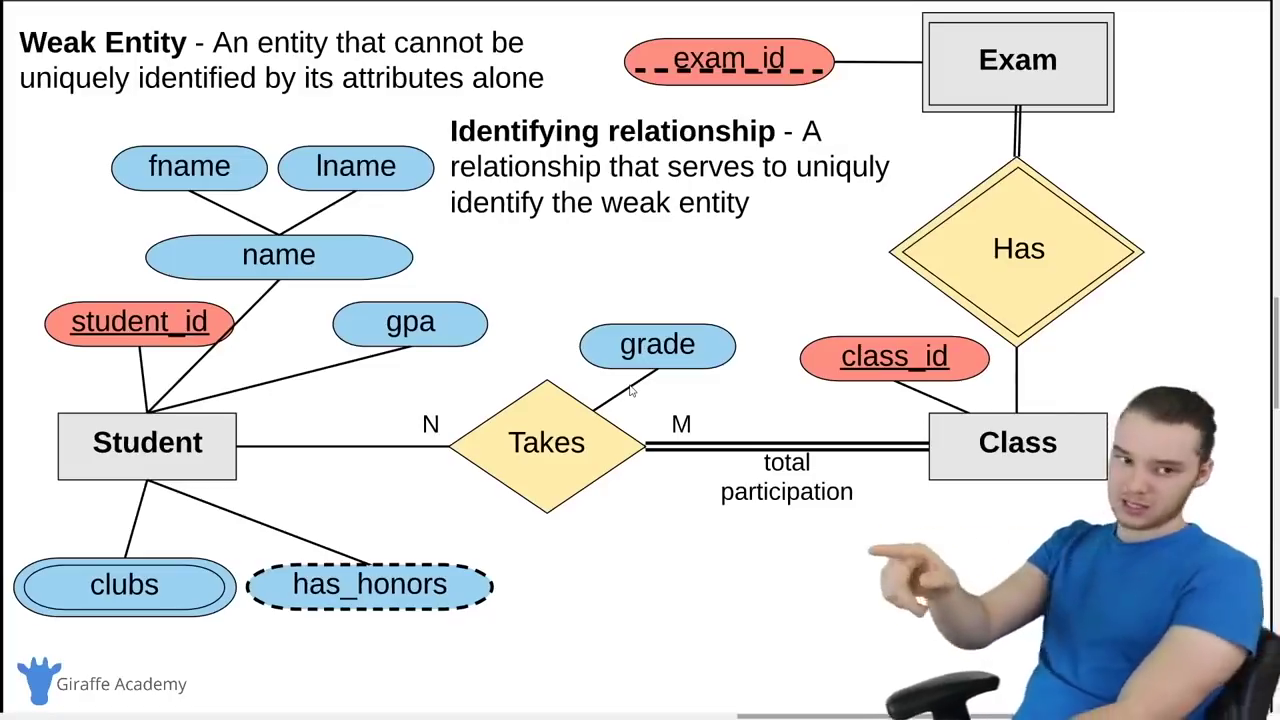 Weak Entity - An entity that cannot be
uniquely identified by its attributes alone
exam_id
Exam
Identifying relationship - A
relationship that serves to uniquly
identify the weak entity
fname
lname
name
Has
student_id
gpa
grade
class_id
N
M
Student
Takes
Class
total
participation
clubs
has_honors
Giraffe Academy